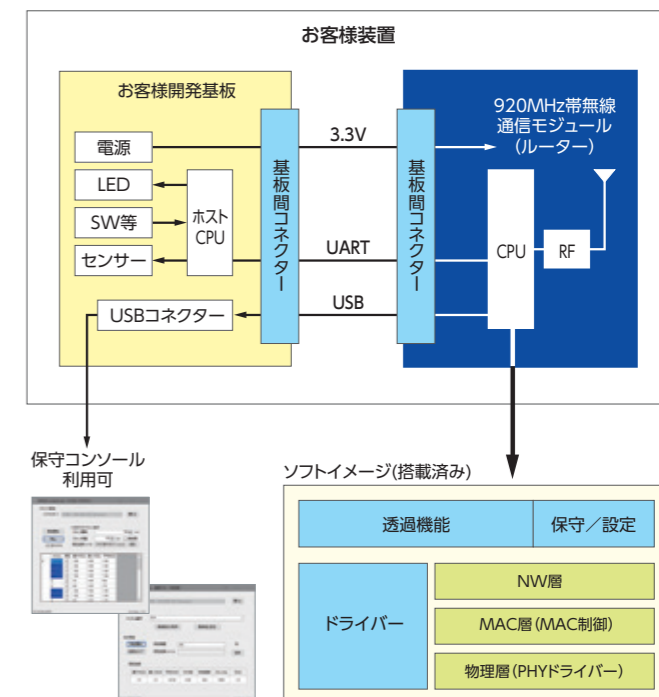 お客様装置
お客様開発基板
電源
LED
SW等
センサー
ホスト
CPU
USBコネクター
基板間コネクター
3.3V
UART
USB
基板間コネクター
920MHz帯無線
通信モジュール
(ルーター)
CPU
RF
保守コンソール
利用可
ソフトイメージ(搭載済み)
透過機能
保守／設定
ドライバー
NW層
MAC層(MAC制御)
物理層(PHYドライバー)